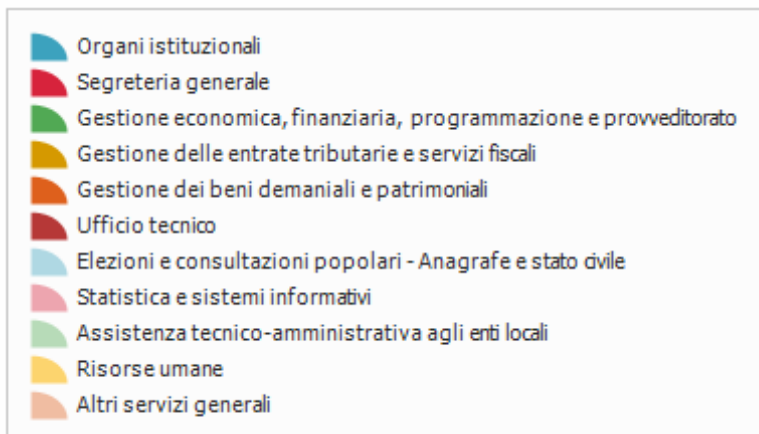 Organi istituzionali
Segreteria generale
Gestione economica, finanziaria, programmazione e provveditorato
Gestione delle entrate tributarie e servizi fiscali
Gestione dei beni demaniali e patrimoniali
Ufficio tecnico
Elezioni e consultazioni popolari - Anagrafe e stato civile
Statistica e sistemi informativi
Assistenza tecnico-amministrativa agli enti locali
Risorse umane
Altri servizi generali